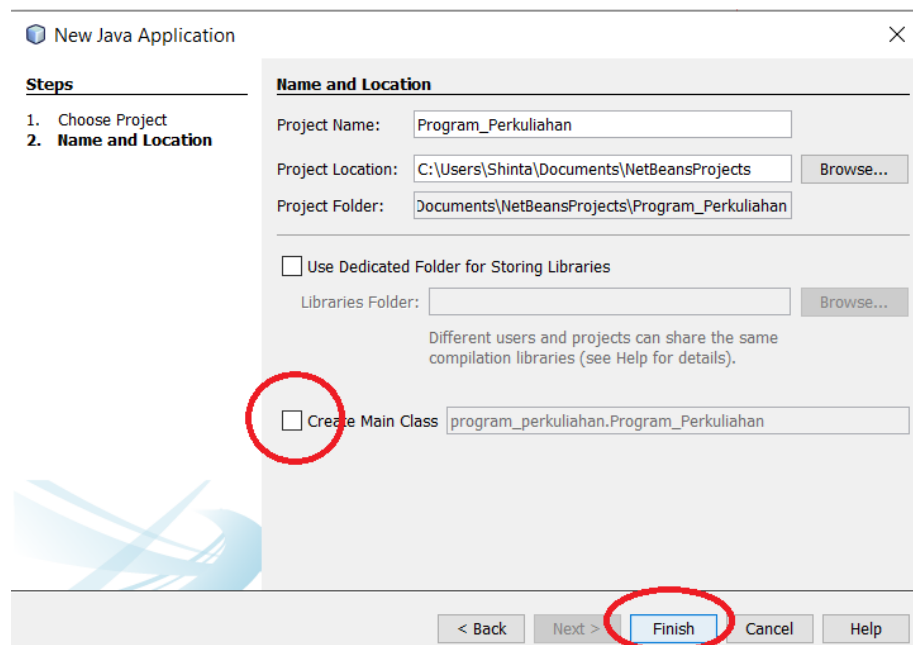 New Java Application
Steps
1. Choose Project
2. Name and Location
Name and Location
Project Name: Program_Perkuliahan
Project Location: C:\Users\Shinta\Documents\NetBeansProjects Browse...
Project Folder: Documents\NetBeansProjects\Program_Perkuliahan
Use Dedicated Folder for Storing Libraries
Libraries Folder: Browse...
Different users and projects can share the same
compilation libraries (see Help for details).
Create Main Class program_perkuliahan.Program_Perkuliahan
< Back Next > Finish Cancel Help